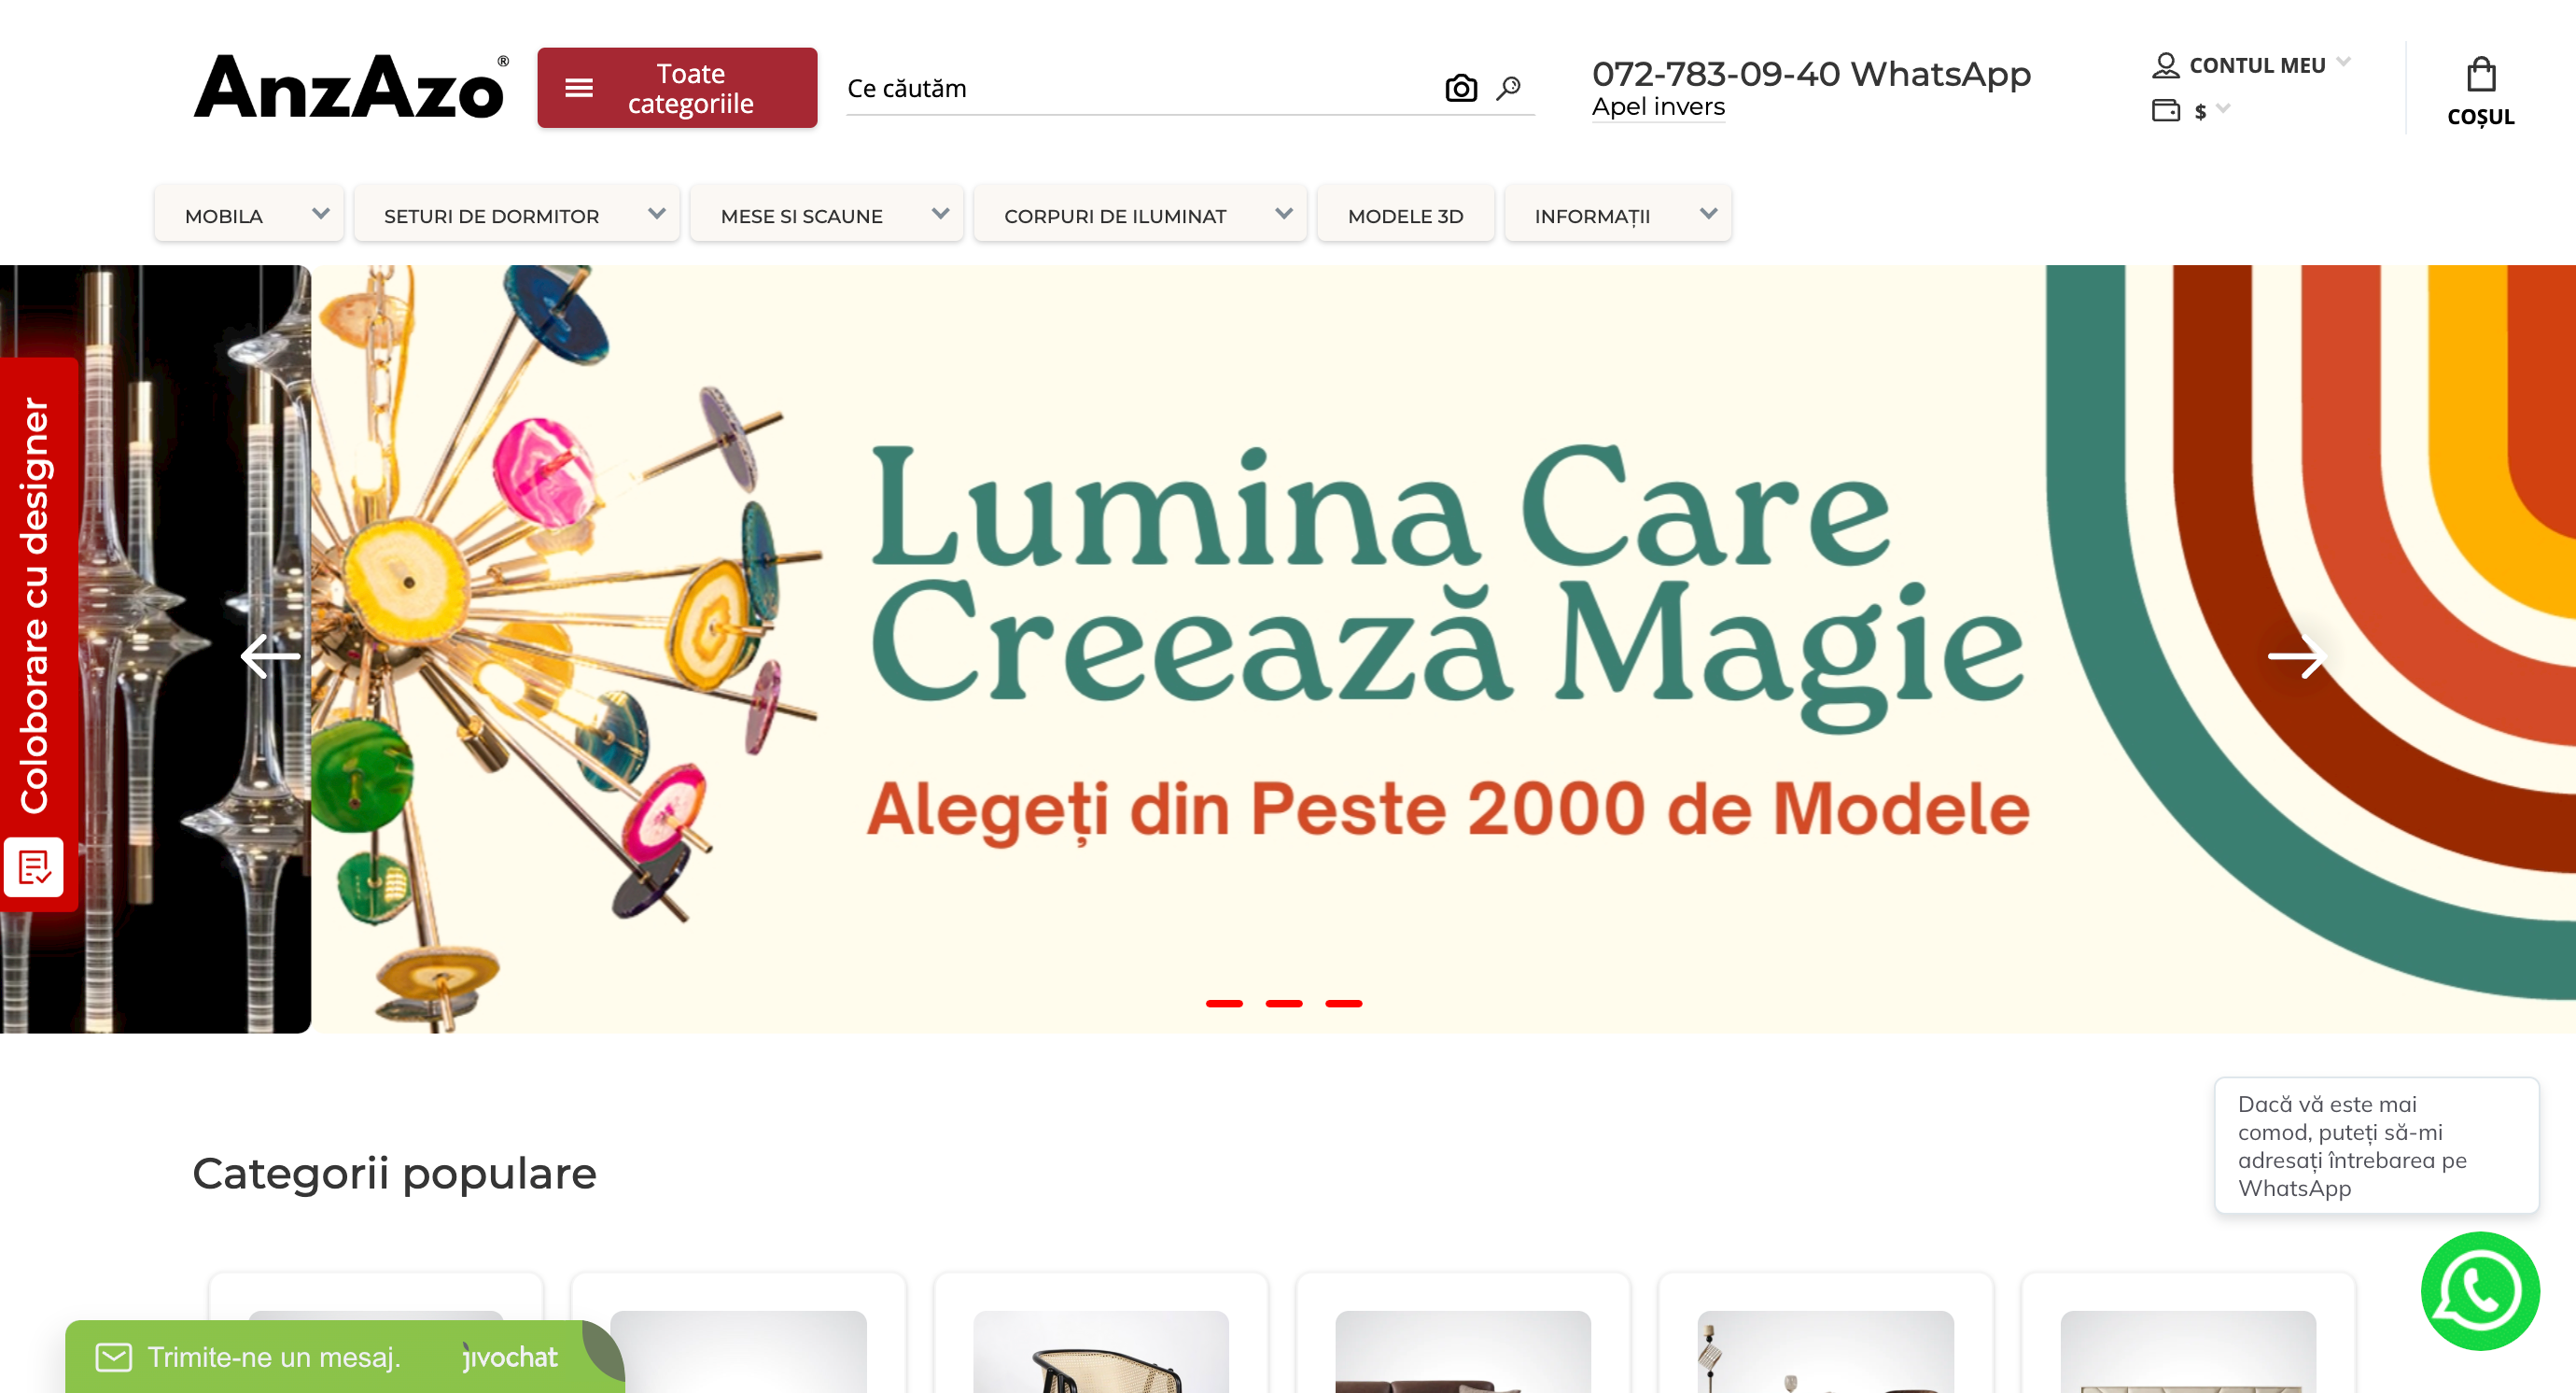 AnzAzo®
Toate
categoriile
Ce căutăm
072-783-09-40 WhatsApp
Apel invers
CONTUL MEU
$
COȘUL
MOBILA
SETURI DE DORMITOR
MESE SI SCAUNE
CORPURI DE ILUMINAT
MODELE 3D
INFORMAȚII
Coloborare cu designer
Lumina Care
Creează Magie
Alegeți din Peste 2000 de Modele
Categorii populare
Dacă vă este mai
comod, puteți să-mi
adresați întrebarea pe
WhatsApp
Trimite-ne un mesaj.
jivochat